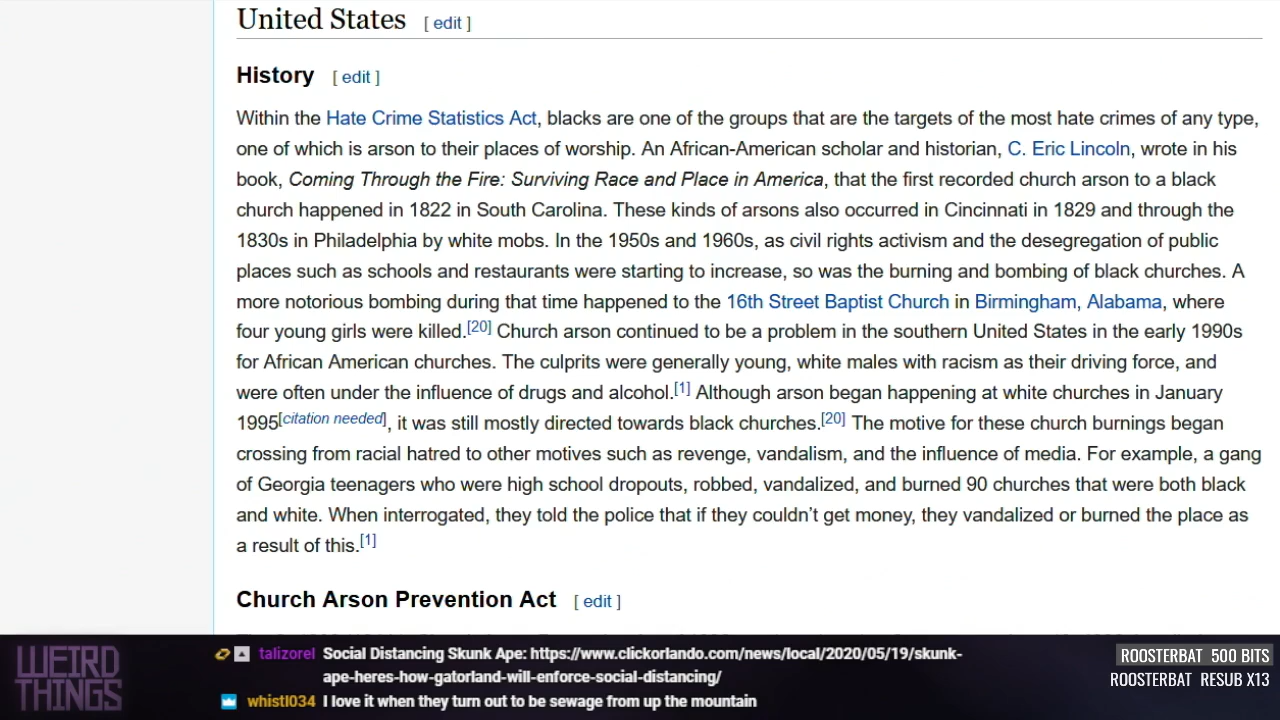 United States [ edit ]
History [ edit ]
Within the Hate Crime Statistics Act, blacks are one of the groups that are the targets of the most hate crimes of any type,
one of which is arson to their places of worship. An African-American scholar and historian, C. Eric Lincoln, wrote in his
book, Coming Through the Fire: Surviving Race and Place in America, that the first recorded church arson to a black
church happened in 1822 in South Carolina. These kinds of arsons also occurred in Cincinnati in 1829 and through the
1830s in Philadelphia by white mobs. In the 1950s and 1960s, as civil rights activism and the desegregation of public
places such as schools and restaurants were starting to increase, so was the burning and bombing of black churches. A
more notorious bombing during that time happened to the 16th Street Baptist Church in Birmingham, Alabama, where
four young girls were killed.[20] Church arson continued to be a problem in the southern United States in the early 1990s
for African American churches. The culprits were generally young, white males with racism as their driving force, and
were often under the influence of drugs and alcohol.[1] Although arson began happening at white churches in January
1995[citation needed], it was still mostly directed towards black churches.[20] The motive for these church burnings began
crossing from racial hatred to other motives such as revenge, vandalism, and the influence of media. For example, a gang
of Georgia teenagers who were high school dropouts, robbed, vandalized, and burned 90 churches that were both black
and white. When interrogated, they told the police that if they couldn't get money, they vandalized or burned the place as
a result of this.[1]
Church Arson Prevention Act [ edit ]
WEIRD
THINGS
talizorel Social Distancing Skunk Ape: https://www.clickorlando.com/news/local/2020/05/19/skunk-
ape-heres-how-gatorland-will-enforce-social-distancing/
whistl034 I love it when they turn out to be sewage from up the mountain
ROOSTERBAT 500 BITS
ROOSTERBAT RESUB X13